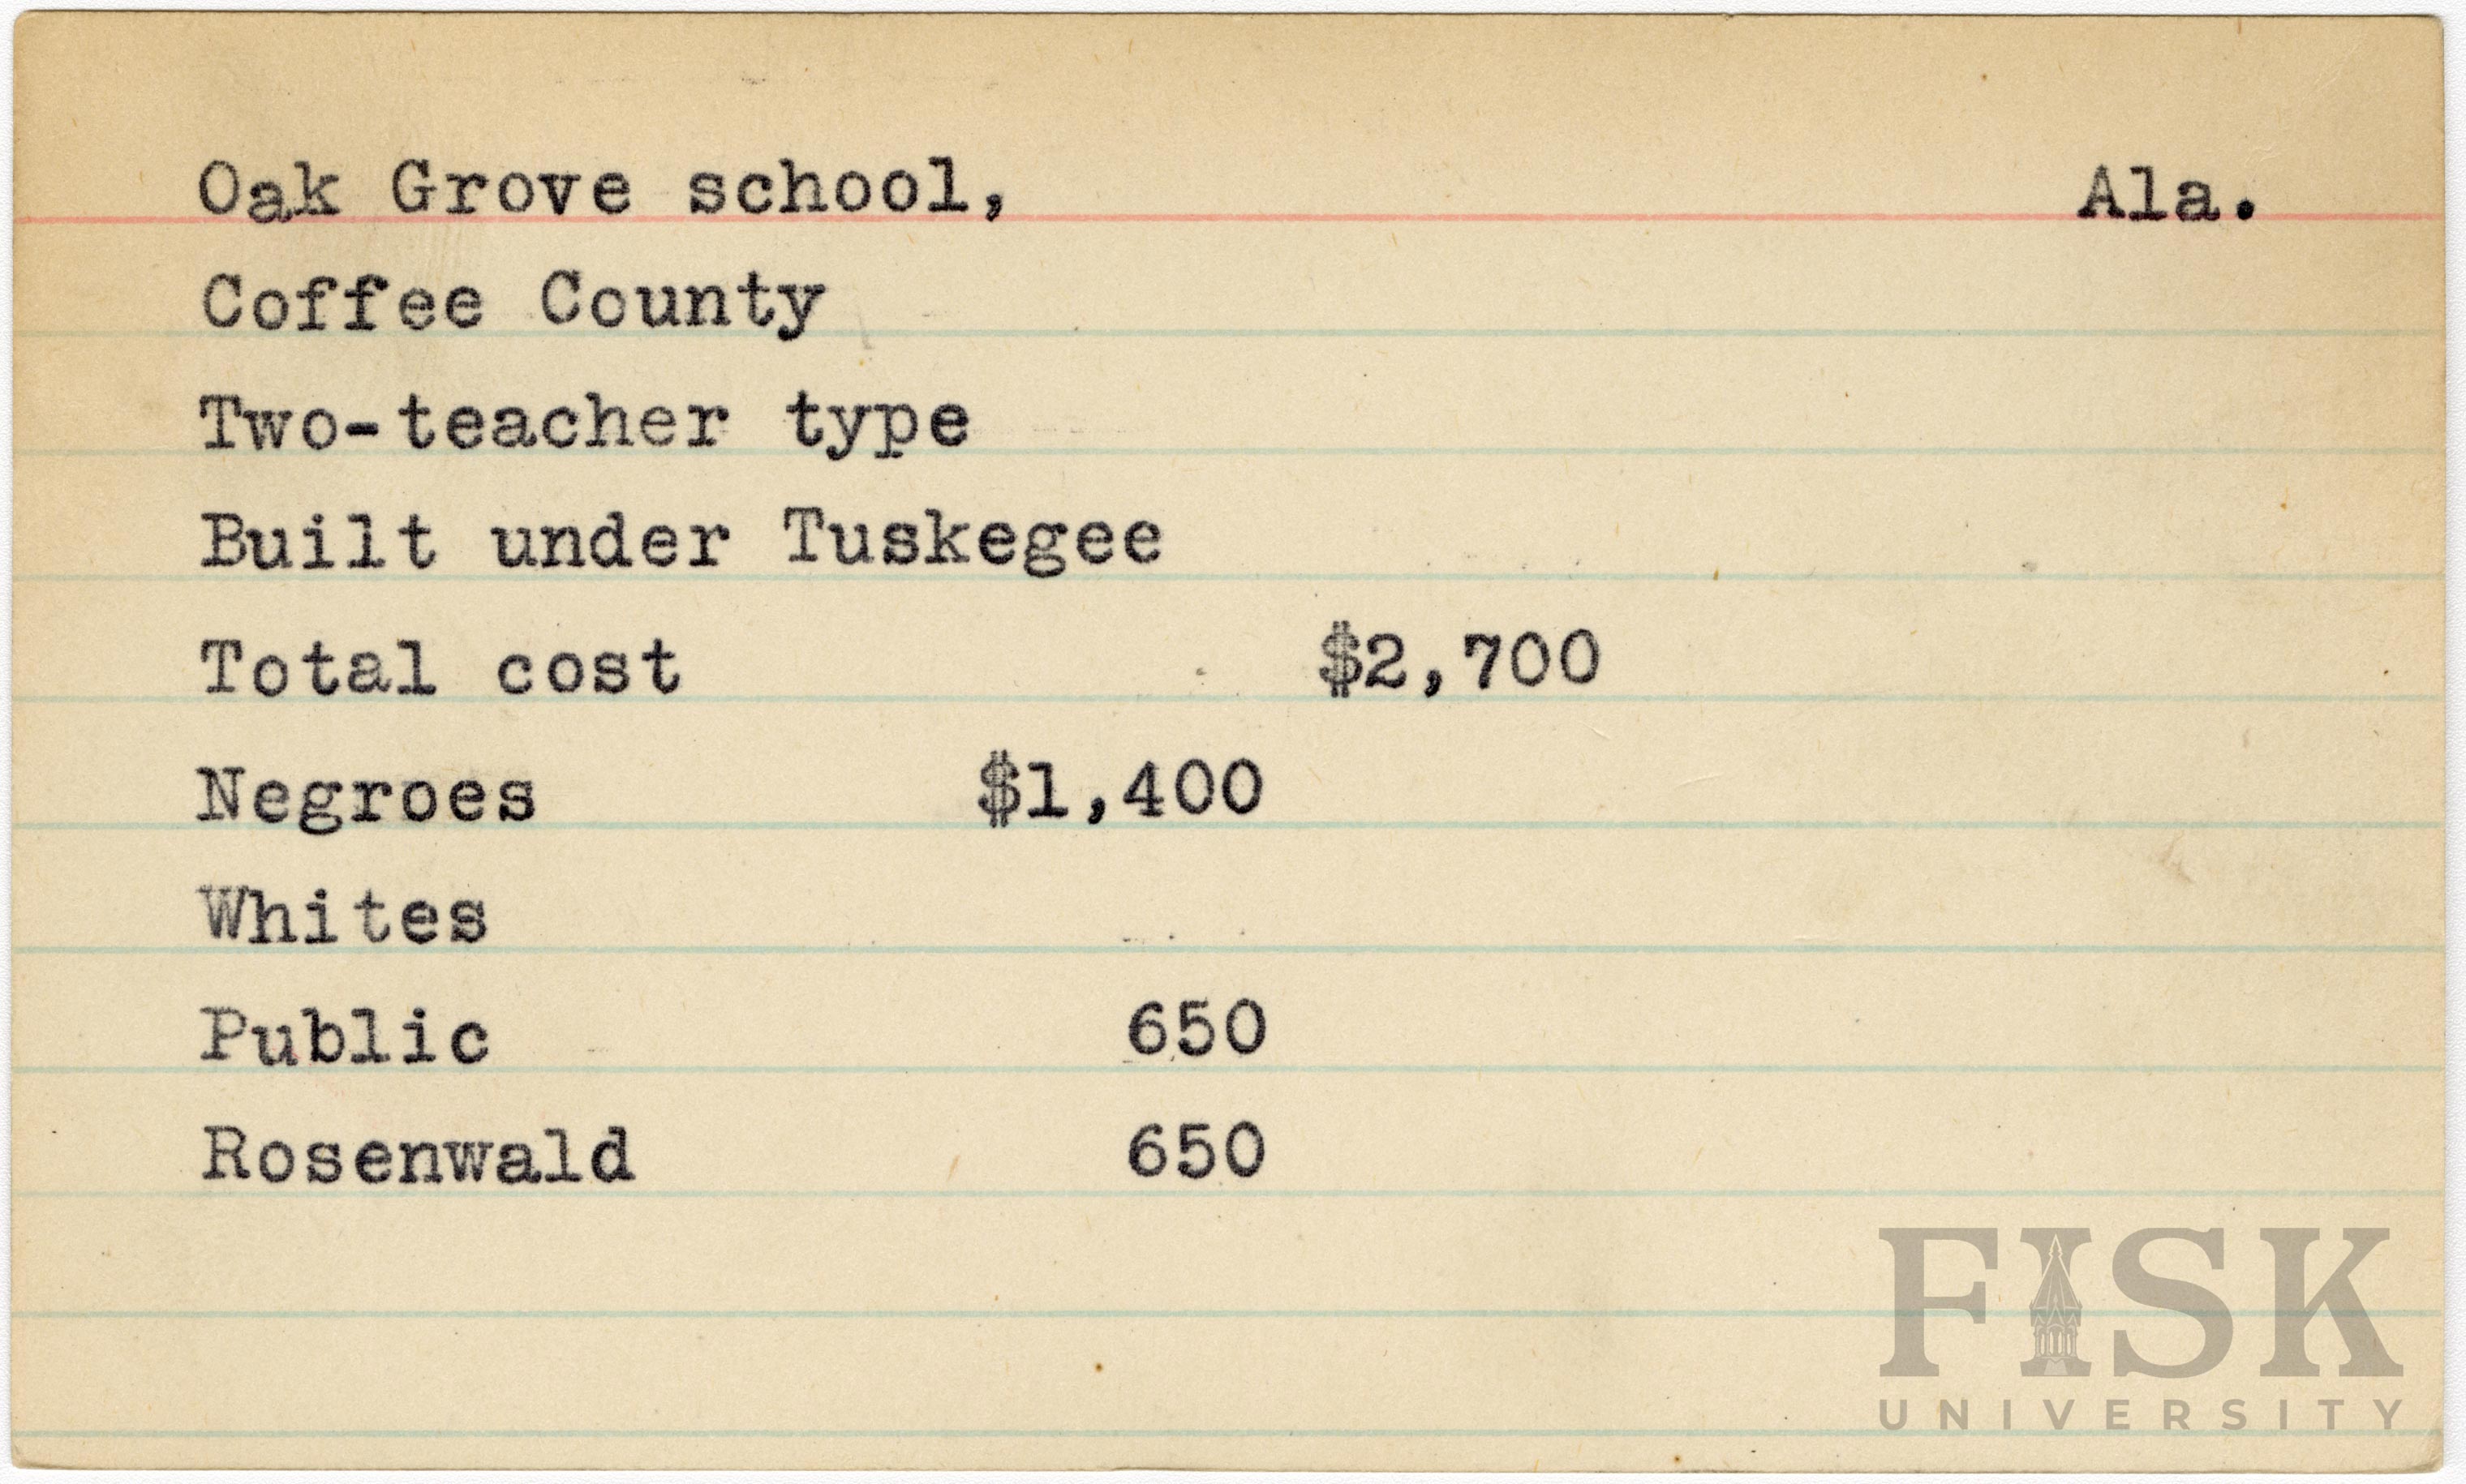 Oak Grove school, Ala.
Coffee County
Two-teacher type
Built under Tuskegee
Total cost $2,700
Negroes $1,400
Whites
Public 650
Rosenwald 650
FISK
UNIVERSITY